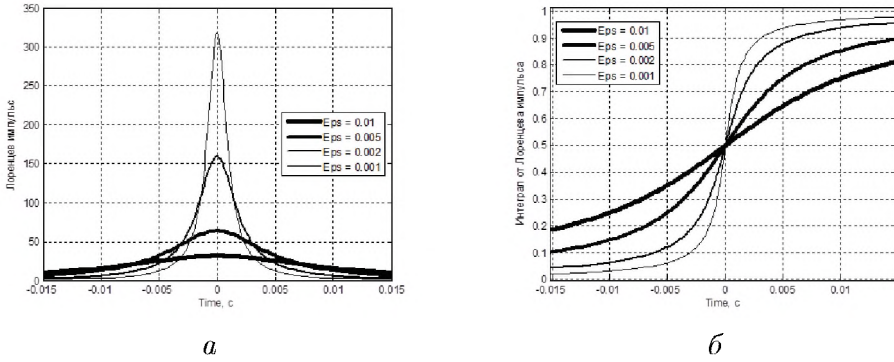 350
300
250
200
150
100
50
0
-0.015
-0.01
-0.005
0
0.005
0.01
0.015
Time, c
Лоренцев импульс
Eps = 0.01
Eps = 0.005
Eps = 0.002
Eps = 0.001
а
1
0.9
0.8
0.7
0.6
0.5
0.4
0.3
0.2
0.1
0
-0.015
-0.01
-0.005
0
0.005
0.01
Time, c
Интеграл от Лоренцева импульса
Eps = 0.01
Eps = 0.005
Eps = 0.002
Eps = 0.001
б